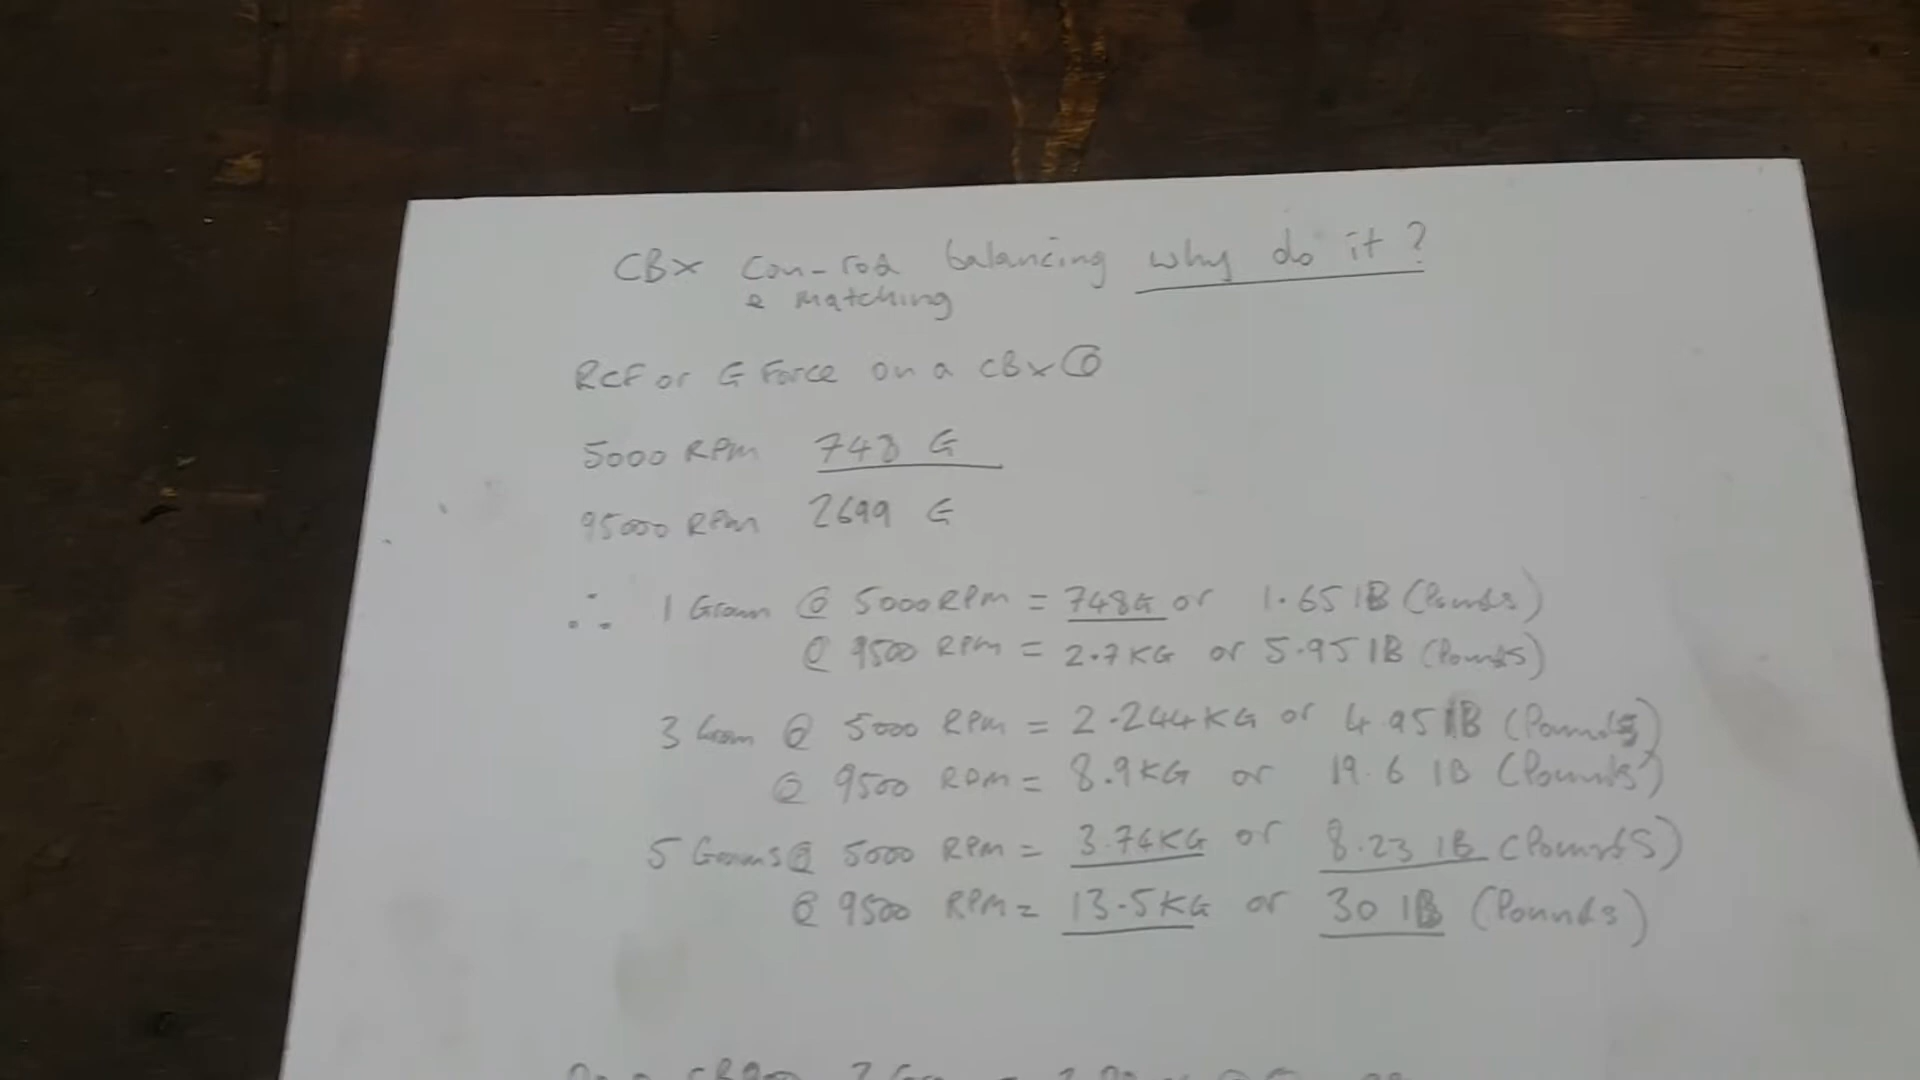 CBX Con-rod balancing why do it?
& matching
RCF or G Force on a CBX @
5000 RPM 748 G
95000 RPM 2699 G
∴ 1 Gram @ 5000 RPM = 748G or 1.65 lB (Pounds)
@ 9500 RPM = 2.7KG or 5.95 lB (Pounds)
3 Gram @ 5000 RPM = 2.244KG or 4.95 lB (Pounds)
@ 9500 RPM = 8.9KG or 19.6 lB (Pounds)
5 Grams @ 5000 RPM = 3.74KG or 8.23 lB (Pounds)
@ 9500 RPM = 13.5KG or 30 lB (Pounds)